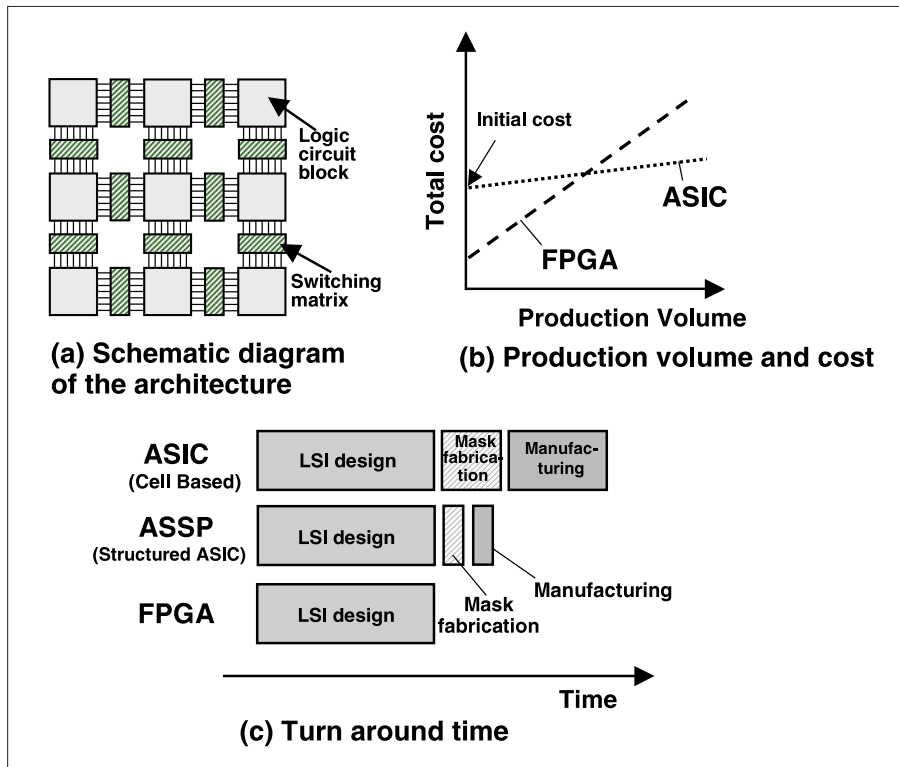 Logic
circuit
block
Switching
matrix
(a) Schematic diagram
of the architecture
Total cost
Initial cost
ASIC
FPGA
Production Volume
(b) Production volume and cost
ASIC
(Cell Based)
LSI design
Mask
fabrica-
tion
Manufac-
turing
ASSP
(Structured ASIC)
LSI design
Manufacturing
Mask
fabrication
FPGA
LSI design
Time
(c) Turn around time